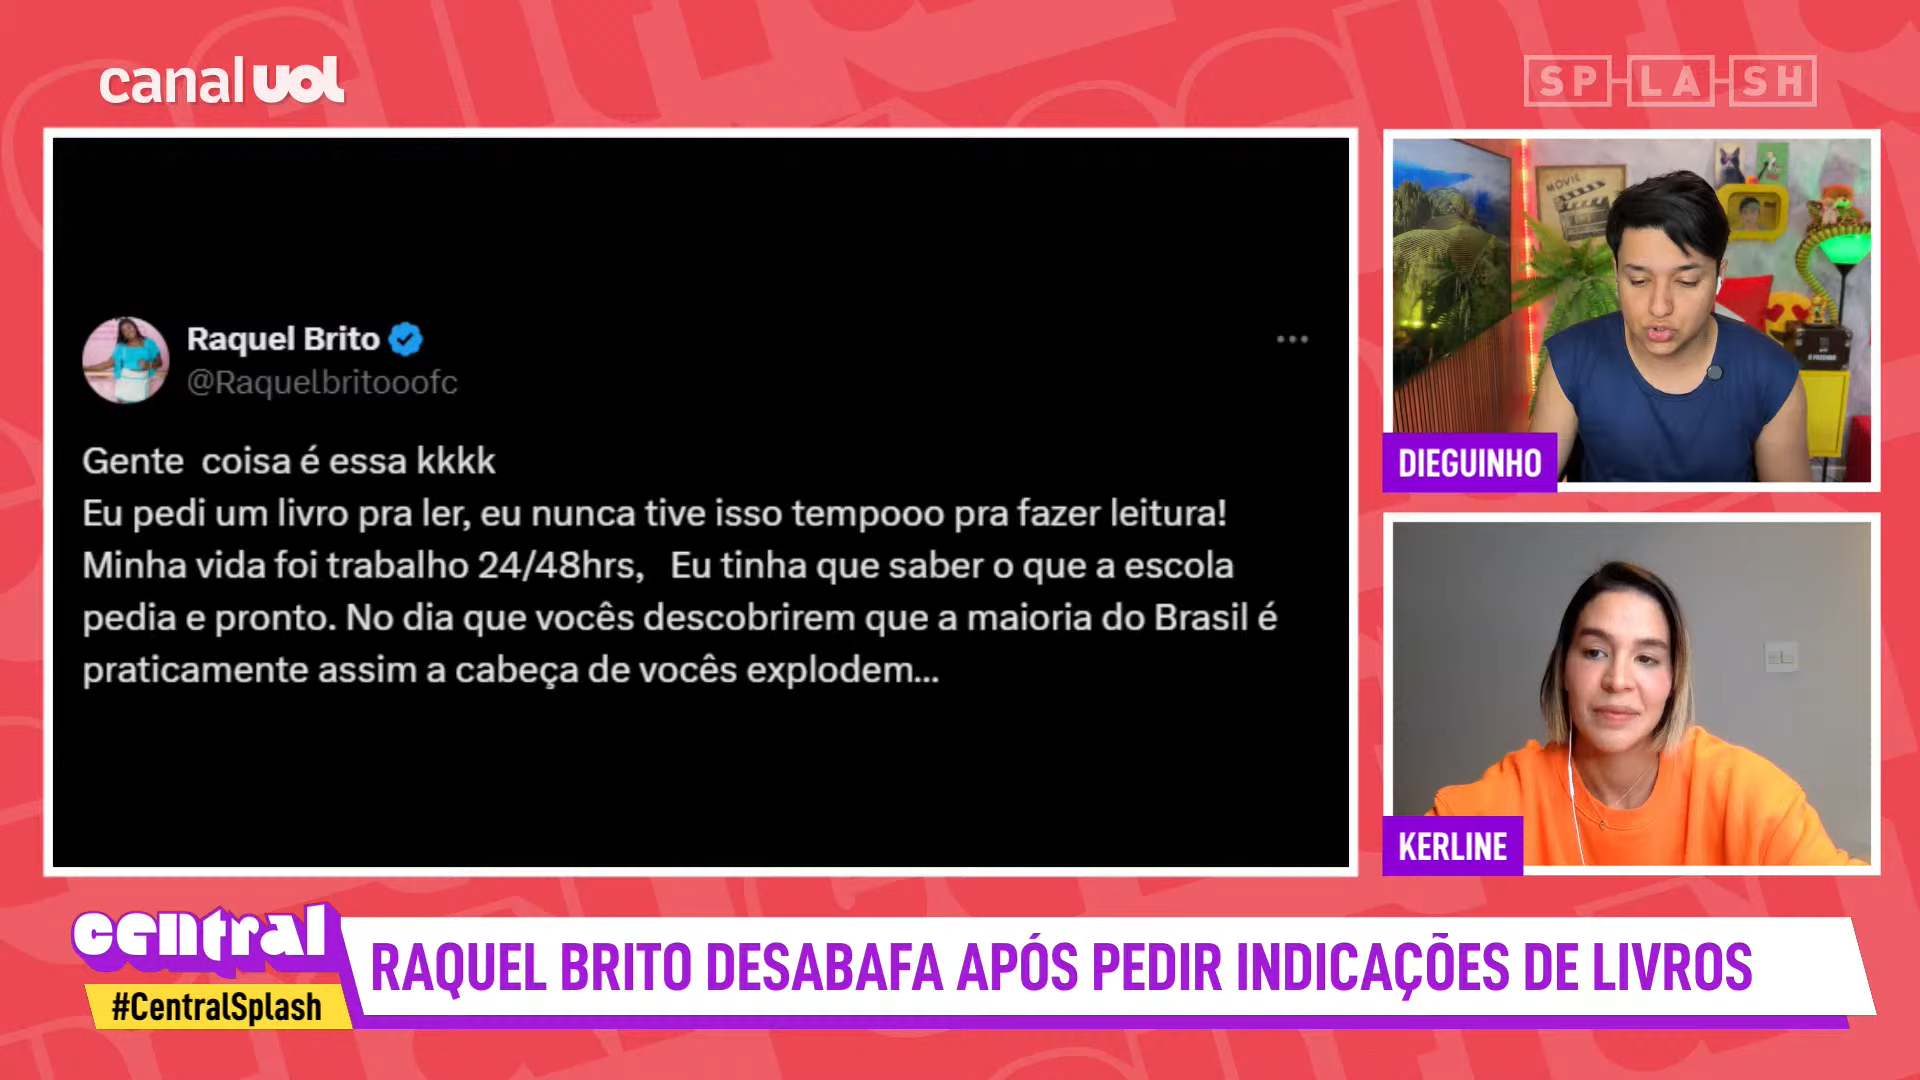 canal UOL
SPLASH
MOVIE
Raquel Brito
@Raquelbritooofc
Gente coisa é essa kkkk
Eu pedi um livro pra ler, eu nunca tive isso tempooo pra fazer leitura!
Minha vida foi trabalho 24/48hrs, Eu tinha que saber o que a escola
pedia e pronto. No dia que vocês descobrirem que a maioria do Brasil é
praticamente assim a cabeça de vocês explodem...
DIEGUINHO
KERLINE
central
#CentralSplash
RAQUEL BRITO DESABAFA APÓS PEDIR INDICAÇÕES DE LIVROS